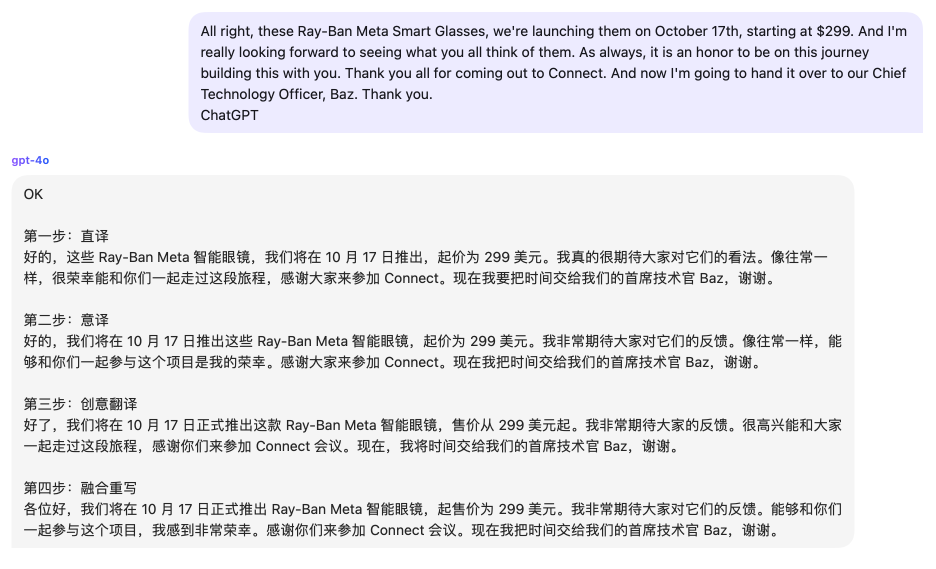 All right, these Ray-Ban Meta Smart Glasses, we're launching them on October 17th, starting at $299. And I'm
really looking forward to seeing what you all think of them. As always, it is an honor to be on this journey
building this with you. Thank you all for coming out to Connect. And now I'm going to hand it over to our Chief
Technology Officer, Baz. Thank you.
ChatGPT
gpt-4o
OK
第一步：直译
好的，这些 Ray-Ban Meta 智能眼镜，我们将在 10 月 17 日推出，起价为 299 美元。我真的很期待大家对它们的看法。像往常一
样，很荣幸能和你们一起走过这段旅程，感谢大家来参加 Connect。现在我要把时间交给我们的首席技术官 Baz，谢谢。
第二步：意译
好的，我们将在 10 月 17 日推出这些 Ray-Ban Meta 智能眼镜，起价为 299 美元。我非常期待大家对它们的反馈。像往常一样，能
够和你们一起参与这个项目是我的荣幸。感谢大家来参加 Connect。现在我要把时间交给我们的首席技术官 Baz，谢谢。
第三步：创意翻译
好了，我们将在 10 月 17 日正式推出这款 Ray-Ban Meta 智能眼镜，售价从 299 美元起。我非常期待大家的反馈。很高兴能和大家
一起走过这段旅程，感谢你们来参加 Connect 会议。现在，我将时间交给我们的首席技术官 Baz，谢谢。
第四步：融合重写
各位好，我们将在 10 月 17 日正式推出 Ray-Ban Meta 智能眼镜，起售价为 299 美元。我非常期待大家对它们的反馈。能够和你们
一起参与这个项目，我感到非常荣幸。感谢你们来参加 Connect 会议。现在我把时间交给我们的首席技术官 Baz，谢谢。